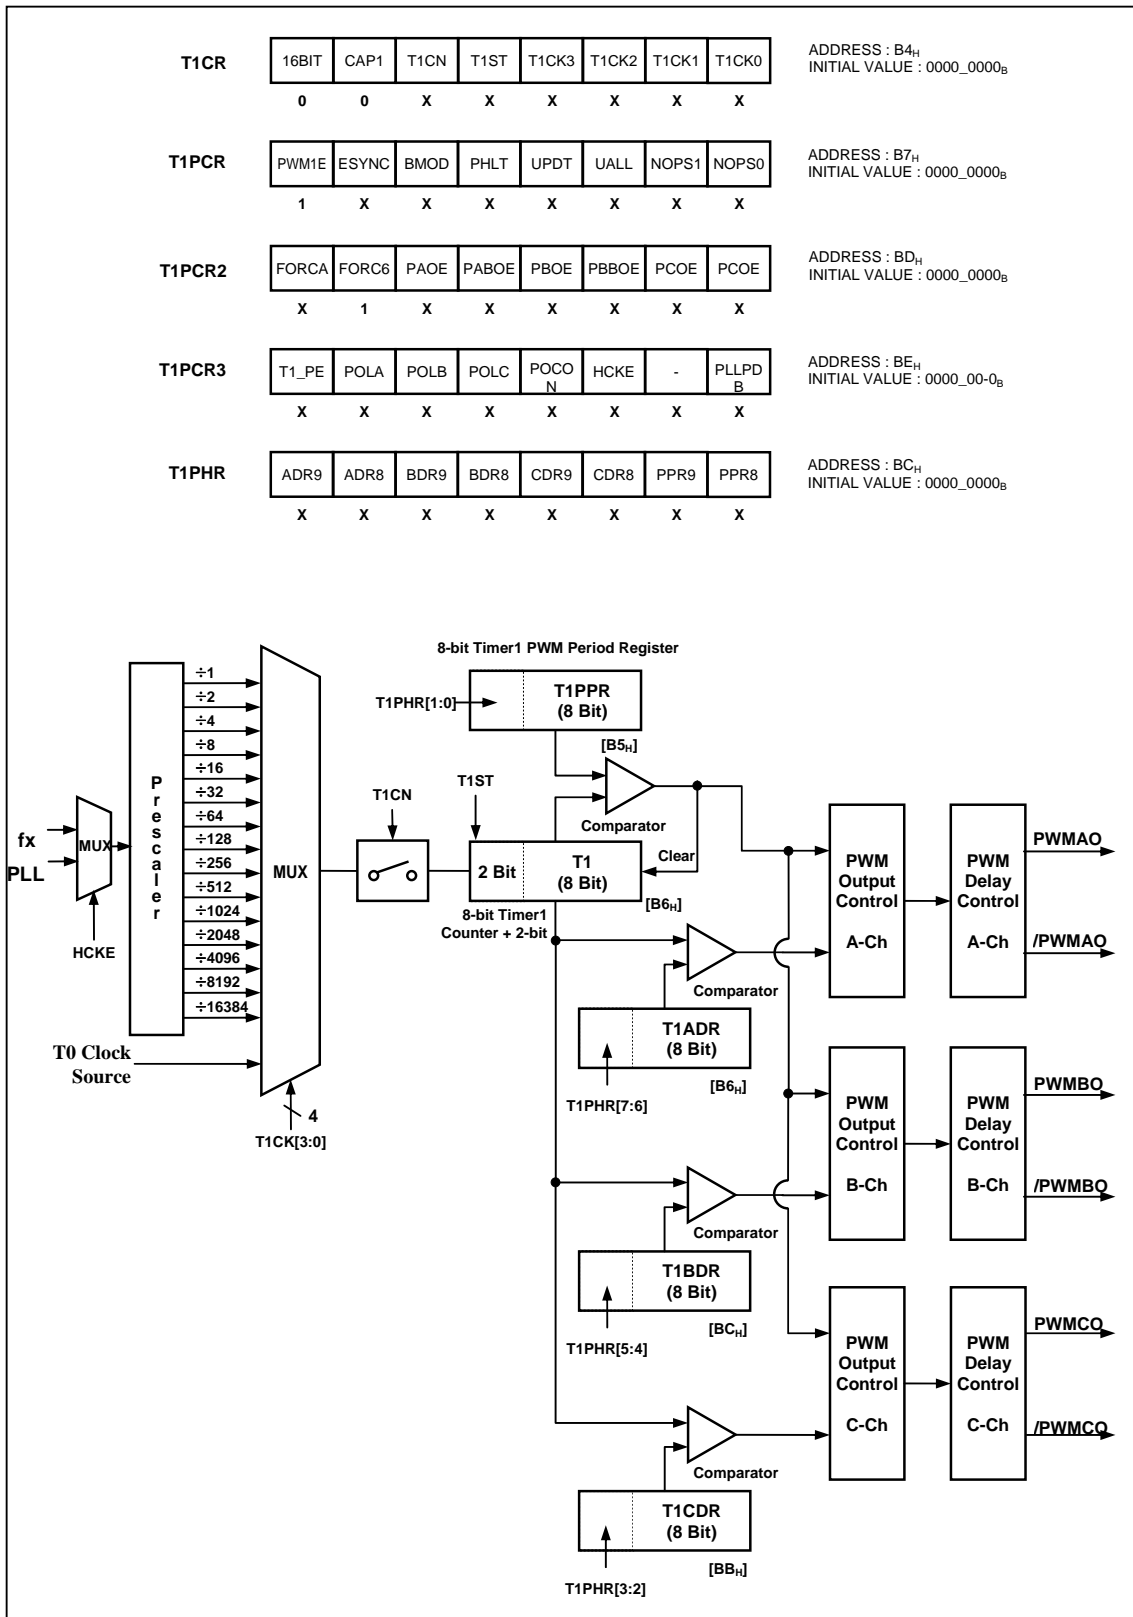 T1CR
16BIT CAP1 T1CN T1ST T1CK3 T1CK2 T1CK1 T1CK0
ADDRESS : B4H
INITIAL VALUE : 0000_0000B
0 0 X X X X X X
T1PCR
PWM1E ESYNC BMOD PHLT UPDT UALL NOPS1 NOPS0
ADDRESS : B7H
INITIAL VALUE : 0000_0000B
1 X X X X X X X
T1PCR2
FORCA FORC6 PAOE PABOE PBOE PBBOE PCOE PCOE
ADDRESS : BDH
INITIAL VALUE : 0000_0000B
X 1 X X X X X X
T1PCR3
T1_PE POLA POLB POLC POCO
N HCKE - PLLPD
B
ADDRESS : BEH
INITIAL VALUE : 0000_00-0B
X X X X X X X X
T1PHR
ADR9 ADR8 BDR9 BDR8 CDR9 CDR8 PPR9 PPR8
ADDRESS : BCH
INITIAL VALUE : 0000_0000B
X X X X X X X X
8-bit Timer1 PWM Period Register
T1PHR[1:0]
T1PPR
(8 Bit)
[B5H]
fx
PLL
MUX
HCKE
Prescaler
÷1
÷2
÷4
÷8
÷16
÷32
÷64
÷128
÷256
÷512
÷1024
÷2048
÷4096
÷8192
÷16384
T0 Clock
Source
MUX
4
T1CK[3:0]
T1CN
T1ST
Comparator
Clear
2 Bit
T1
(8 Bit)
[B6H]
8-bit Timer1
Counter + 2-bit
Comparator
T1ADR
(8 Bit)
[B6H]
T1PHR[7:6]
PWM
Output
Control
A-Ch
PWM
Delay
Control
A-Ch
PWMAO
/PWMAO
Comparator
T1BDR
(8 Bit)
[BCH]
T1PHR[5:4]
PWM
Output
Control
B-Ch
PWM
Delay
Control
B-Ch
PWMBO
/PWMBO
Comparator
T1CDR
(8 Bit)
[BBH]
T1PHR[3:2]
PWM
Output
Control
C-Ch
PWM
Delay
Control
C-Ch
PWMCO
/PWMCO